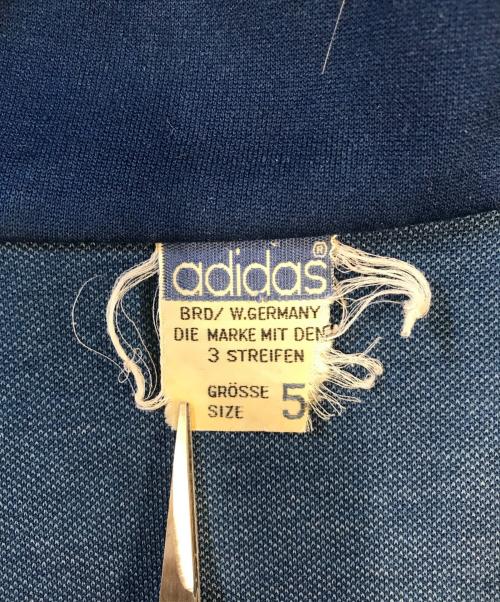 adidas®
BRD/ W.GERMANY
DIE MARKE MIT DEN
3 STREIFEN
GRÖSSE
SIZE 5